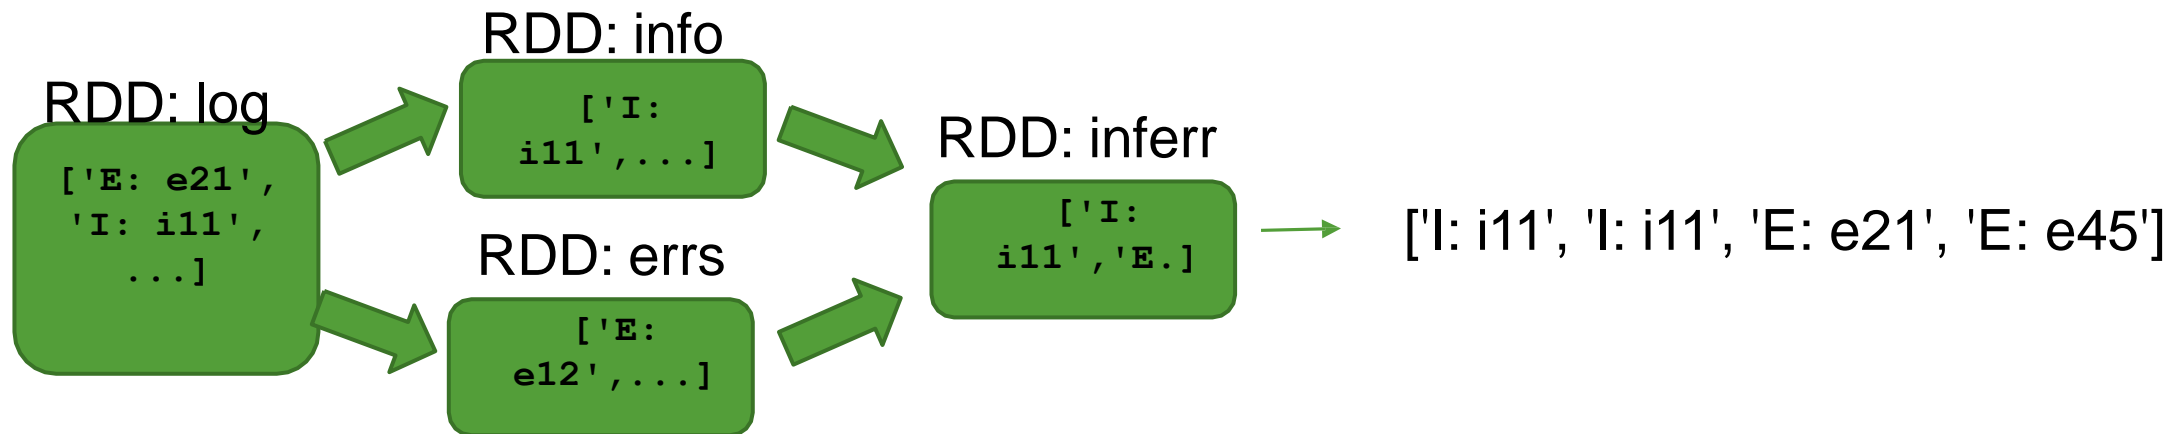 RDD: log
['E: e21',
'I: i11',
...]
RDD: info
['I:
i11',...]
RDD: errs
['E:
e12',...]
RDD: inferr
['I:
i11','E.]
['I: i11', 'I: i11', 'E: e21', 'E: e45']